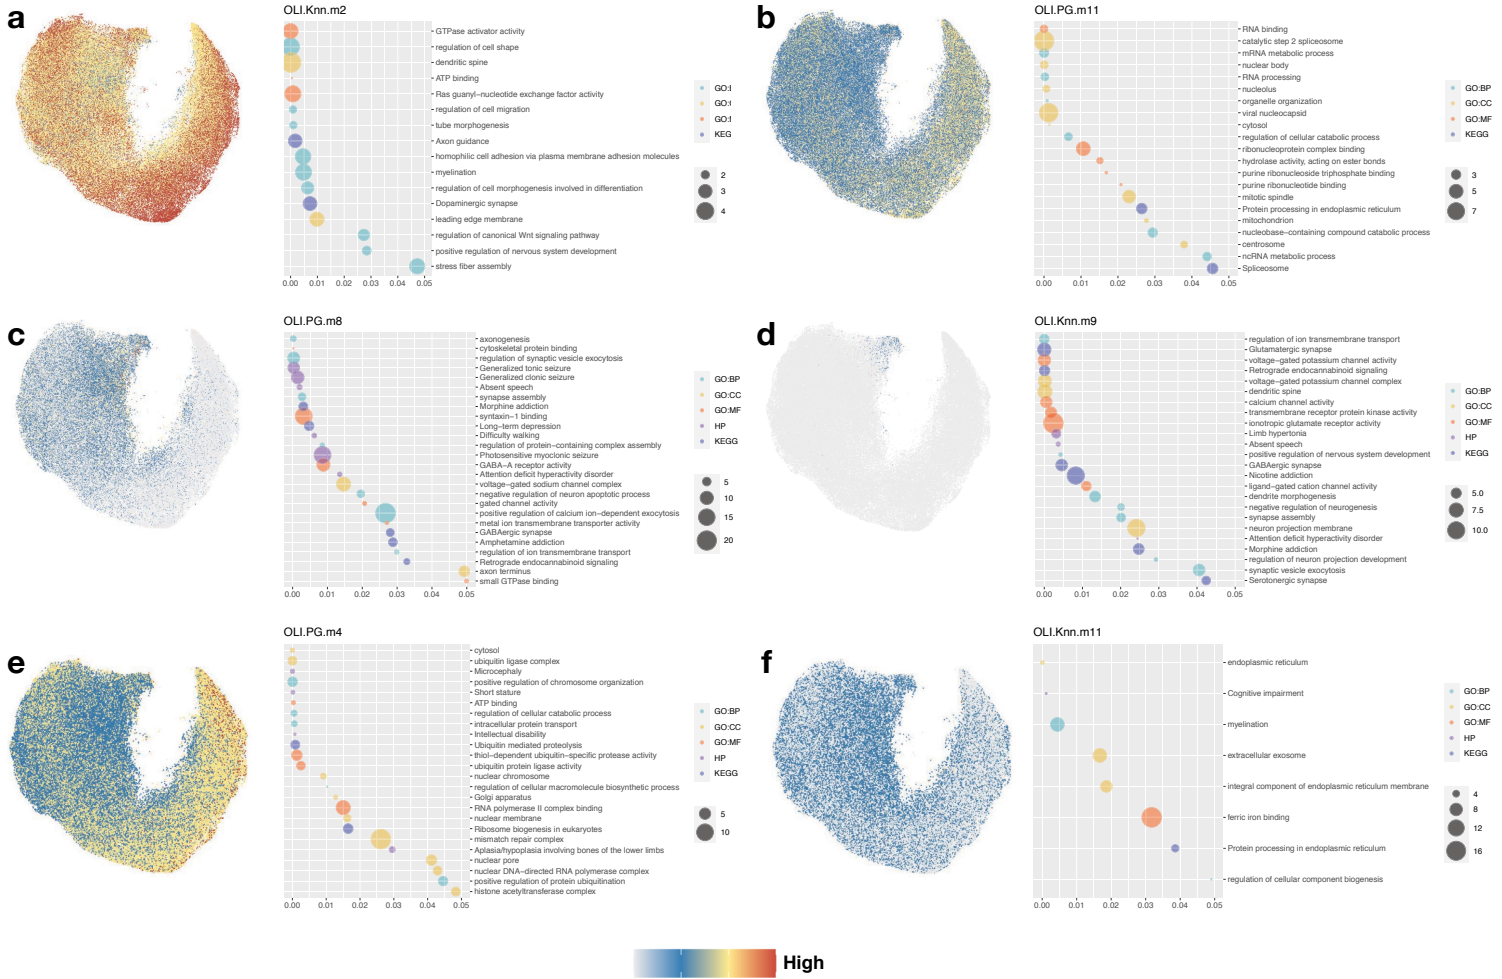 a
OLI.Knn.m2
GTPase activator activity
regulation of cell shape
dendritic spine
ATP binding
Ras guanyl−nucleotide exchange factor activity
regulation of cell migration
tube morphogenesis
Axon guidance
homophilic cell adhesion via plasma membrane adhesion molecules
myelination
regulation of cell morphogenesis involved in differentiation
Dopaminergic synapse
leading edge membrane
regulation of canonical Wnt signaling pathway
positive regulation of nervous system development
stress fiber assembly
0.00 0.01 0.02 0.03 0.04 0.05
GO:I
GO:I
GO:I
KEG
2
3
4
b
OLI.PG.m11
RNA binding
catalytic step 2 spliceosome
mRNA metabolic process
nuclear body
RNA processing
nucleolus
organelle organization
viral nucleocapsid
cytosol
regulation of cellular catabolic process
ribonucleoprotein complex binding
hydrolase activity, acting on ester bonds
purine ribonucleoside triphosphate binding
purine ribonucleotide binding
mitotic spindle
Protein processing in endoplasmic reticulum
mitochondrion
nucleobase−containing compound catabolic process
centrosome
ncRNA metabolic process
Spliceosome
0.00 0.01 0.02 0.03 0.04 0.05
GO:BP
GO:CC
GO:MF
KEGG
3
5
7
c
OLI.PG.m8
axonogenesis
cytoskeletal protein binding
regulation of synaptic vesicle exocytosis
Generalized tonic seizure
Generalized clonic seizure
Absent speech
synapse assembly
Morphine addiction
syntaxin−1 binding
Long−term depression
Difficulty walking
regulation of protein−containing complex assembly
Photosensitive myoclonic seizure
GABA−A receptor activity
Attention deficit hyperactivity disorder
voltage−gated sodium channel complex
negative regulation of neuron apoptotic process
gated channel activity
positive regulation of calcium ion−dependent exocytosis
metal ion transmembrane transporter activity
GABAergic synapse
Amphetamine addiction
regulation of ion transmembrane transport
Retrograde endocannabinoid signaling
axon terminus
small GTPase binding
0.00 0.01 0.02 0.03 0.04 0.05
GO:BP
GO:CC
GO:MF
HP
KEGG
5
10
15
20
d
OLI.Knn.m9
regulation of ion transmembrane transport
Glutamatergic synapse
voltage−gated potassium channel activity
Retrograde endocannabinoid signaling
voltage−gated potassium channel complex
dendritic spine
calcium channel activity
transmembrane receptor protein kinase activity
ionotropic glutamate receptor activity
Limb hypertonia
Absent speech
positive regulation of nervous system development
GABAergic synapse
Nicotine addiction
ligand−gated cation channel activity
dendrite morphogenesis
negative regulation of neurogenesis
synapse assembly
neuron projection membrane
Attention deficit hyperactivity disorder
Morphine addiction
regulation of neuron projection development
synaptic vesicle exocytosis
Serotonergic synapse
0.00 0.01 0.02 0.03 0.04 0.05
GO:BP
GO:CC
GO:MF
HP
KEGG
5.0
7.5
10.0
e
OLI.PG.m4
cytosol
ubiquitin ligase complex
Microcephaly
positive regulation of chromosome organization
Short stature
ATP binding
regulation of cellular catabolic process
intracellular protein transport
Intellectual disability
Ubiquitin mediated proteolysis
thiol−dependent ubiquitin−specific protease activity
ubiquitin protein ligase activity
nuclear chromosome
regulation of cellular macromolecule biosynthetic process
Golgi apparatus
RNA polymerase II complex binding
nuclear membrane
Ribosome biogenesis in eukaryotes
mismatch repair complex
Aplasia/hypoplasia involving bones of the lower limbs
nuclear pore
nuclear DNA−directed RNA polymerase complex
positive regulation of protein ubiquitination
histone acetyltransferase complex
0.00 0.01 0.02 0.03 0.04 0.05
GO:BP
GO:CC
GO:MF
HP
KEGG
5
10
f
OLI.Knn.m11
endoplasmic reticulum
Cognitive impairment
myelination
extracellular exosome
integral component of endoplasmic reticulum membrane
ferric iron binding
Protein processing in endoplasmic reticulum
regulation of cellular component biogenesis
0.00 0.01 0.02 0.03 0.04 0.05
GO:BP
GO:CC
GO:MF
HP
KEGG
4
8
12
16
High